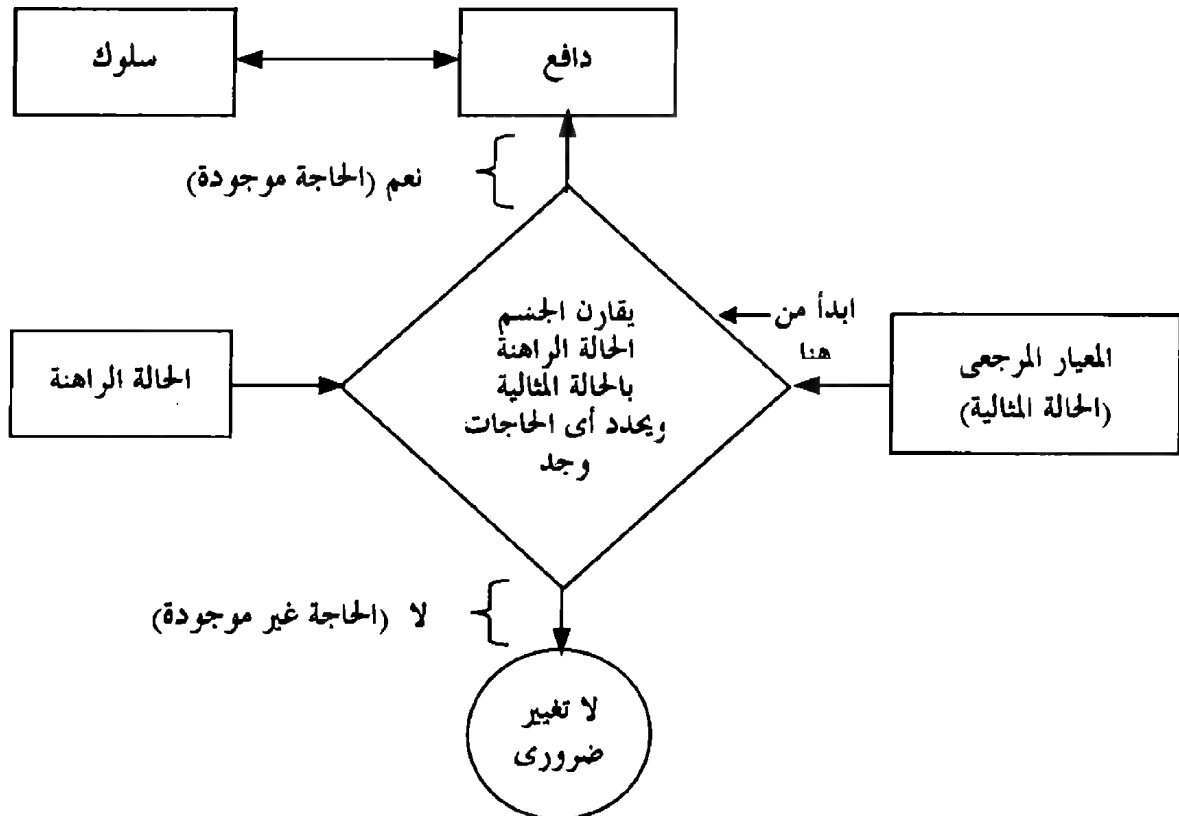 دافع
سلوك
نعم (الحاجة موجودة)
ابدأ من
هنا
المعيار المرجعى
(الحالة المثالية)
يقارن الجسم
الحالة الراهنة
بالحالة المثالية
ويحدد أى الحاجات
وجد
الحالة الراهنة
لا (الحاجة غير موجودة)
لا تغيير
ضرورى